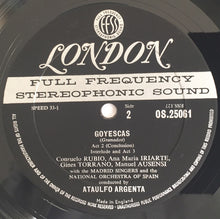 ffss
LONDON
FULL FREQUENCY
STEREOPHONIC SOUND
SPEED 33⅓
Side
2
OS.25061
GOYESCAS
(Granados)
Act 2 (Conclusion)
Interlude and Act 3
Consuelo RUBIO, Ana Maria IRIARTE,
Gines TORRANO, Manuel AUSENSI
with the MADRID SINGERS and the
NATIONAL ORCHESTRA OF SPAIN
conducted by
ATAULFO ARGENTA
Made in England